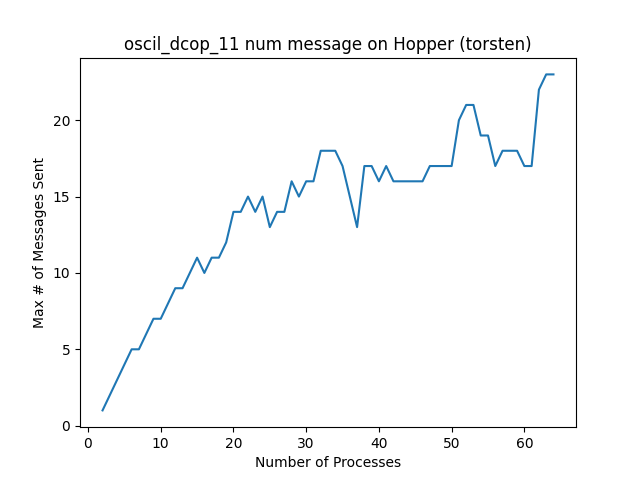 oscil_dcop_11 num message on Hopper (torsten)
Max # of Messages Sent
20
15
10
5
0
0 10 20 30 40 50 60
Number of Processes